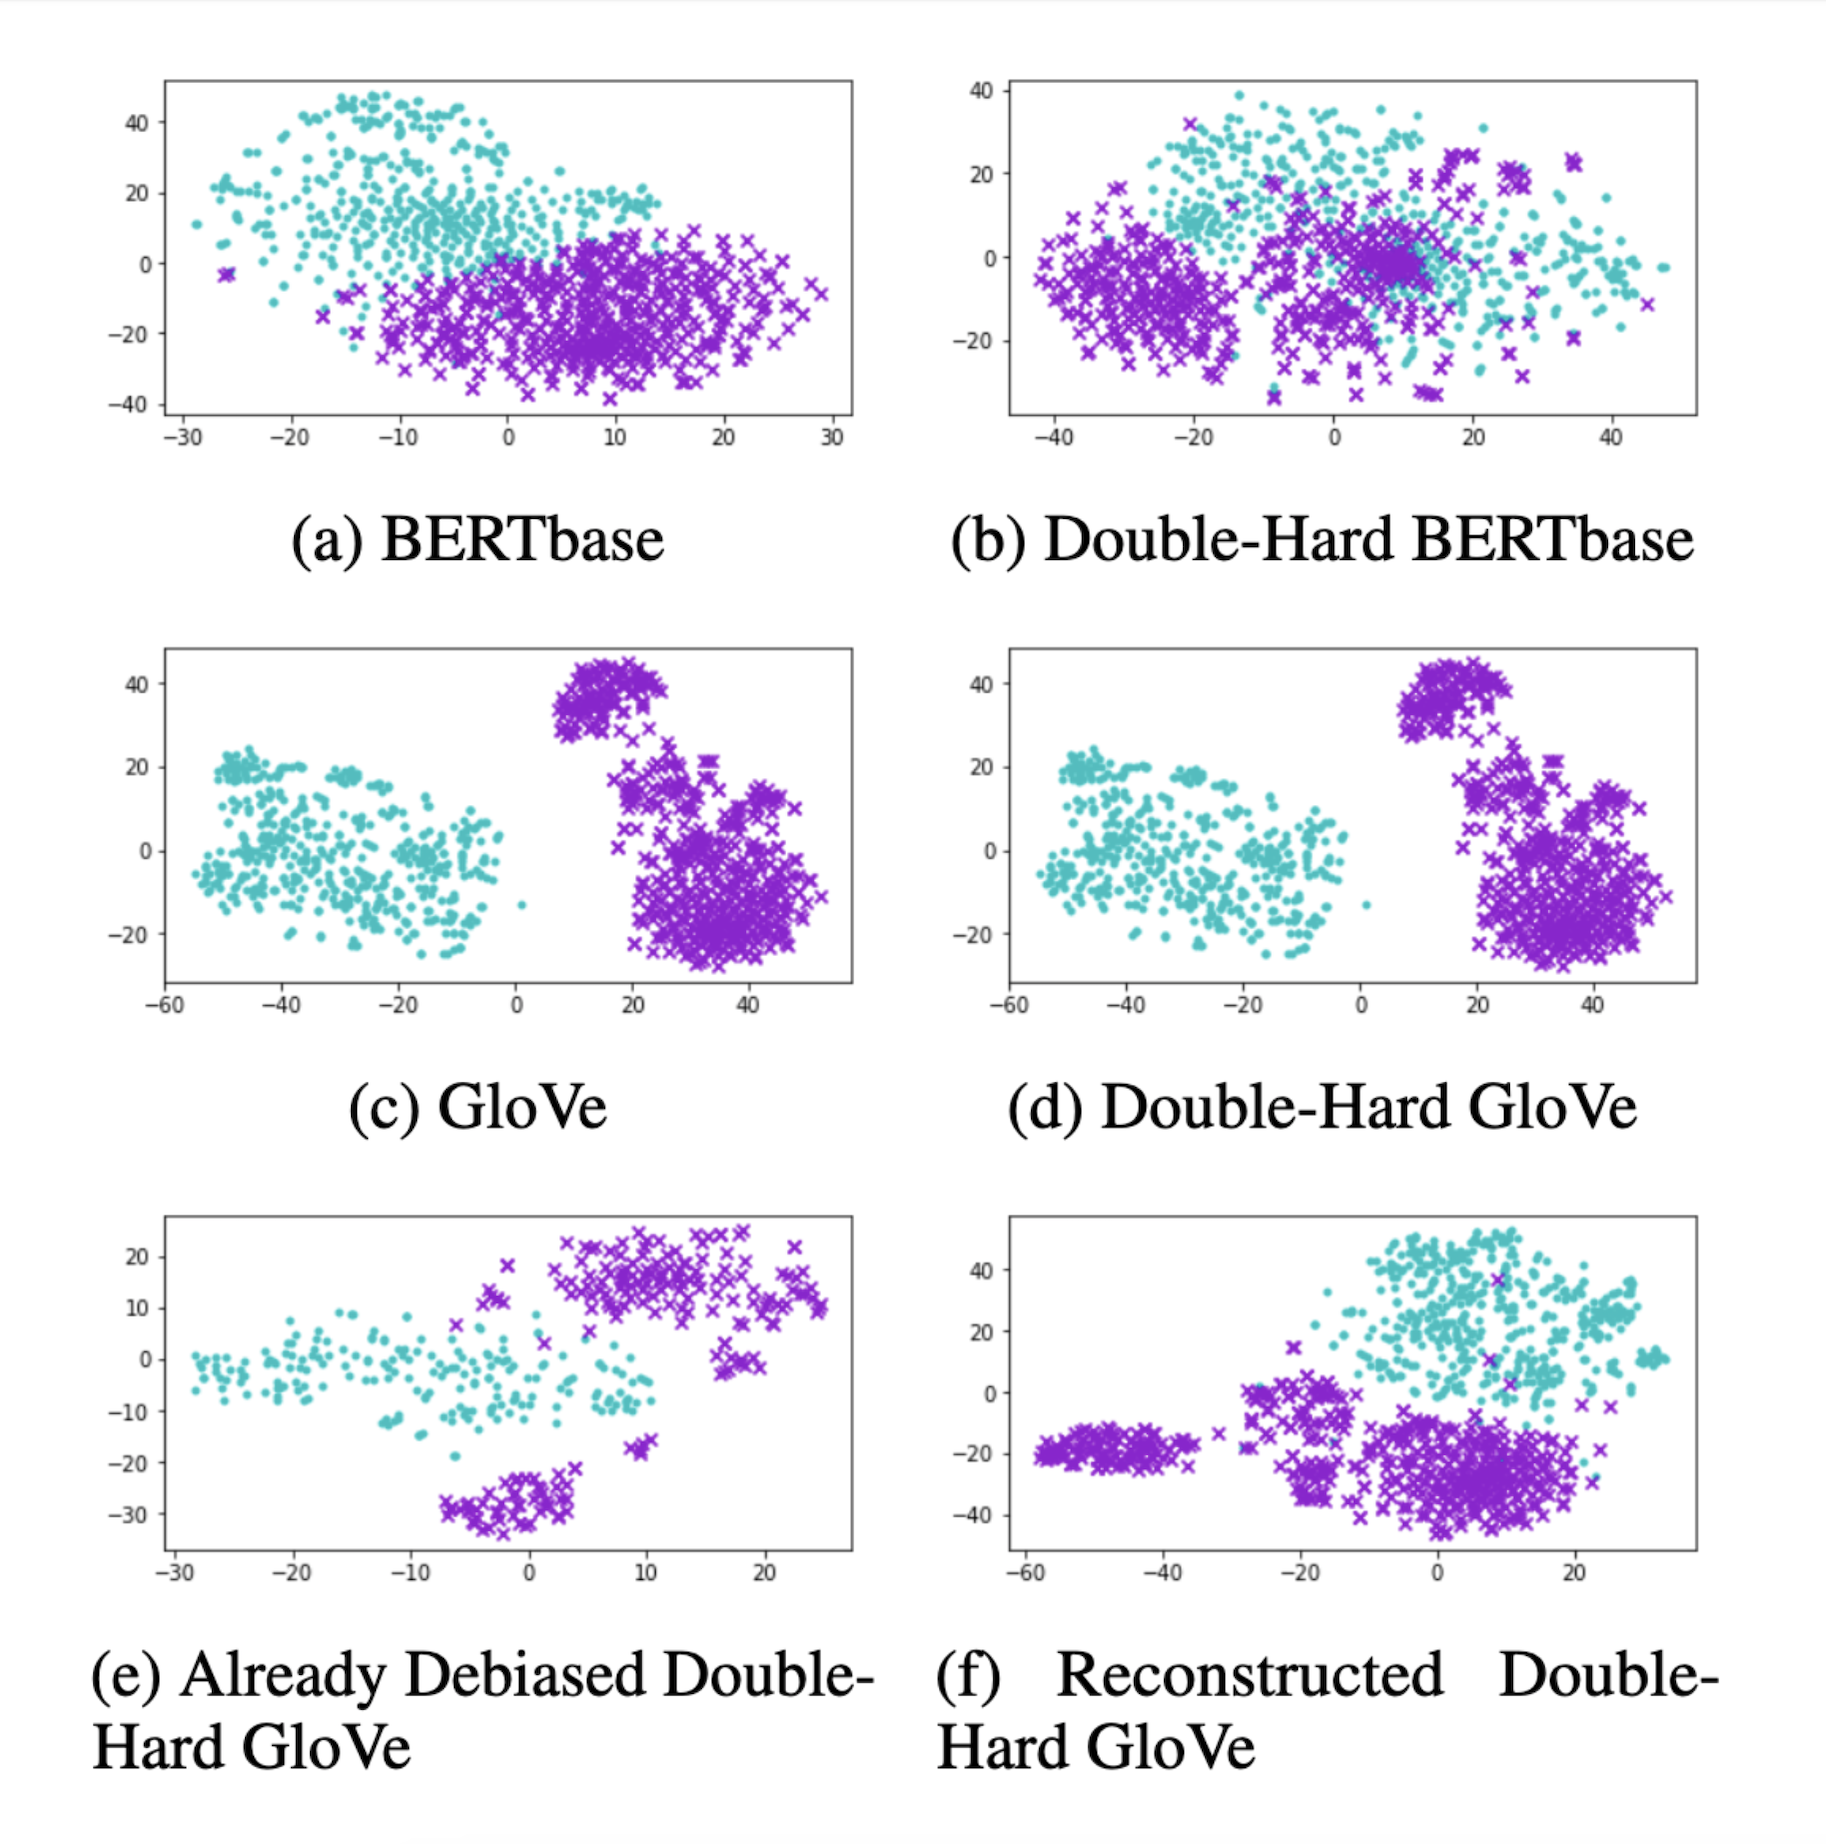 40
20
0
−20
−40
−30 −20 −10 0 10 20 30
(a) BERTbase
40
20
0
−20
−40 −20 0 20 40
(b) Double-Hard BERTbase
40
20
0
−20
−60 −40 −20 0 20 40
(c) GloVe
40
20
0
−20
−60 −40 −20 0 20 40
(d) Double-Hard GloVe
20
10
0
−10
−20
−30
−30 −20 −10 0 10 20
(e) Already Debiased Double-
Hard GloVe
40
20
0
−20
−40
−60 −40 −20 0 20
(f) Reconstructed Double-
Hard GloVe